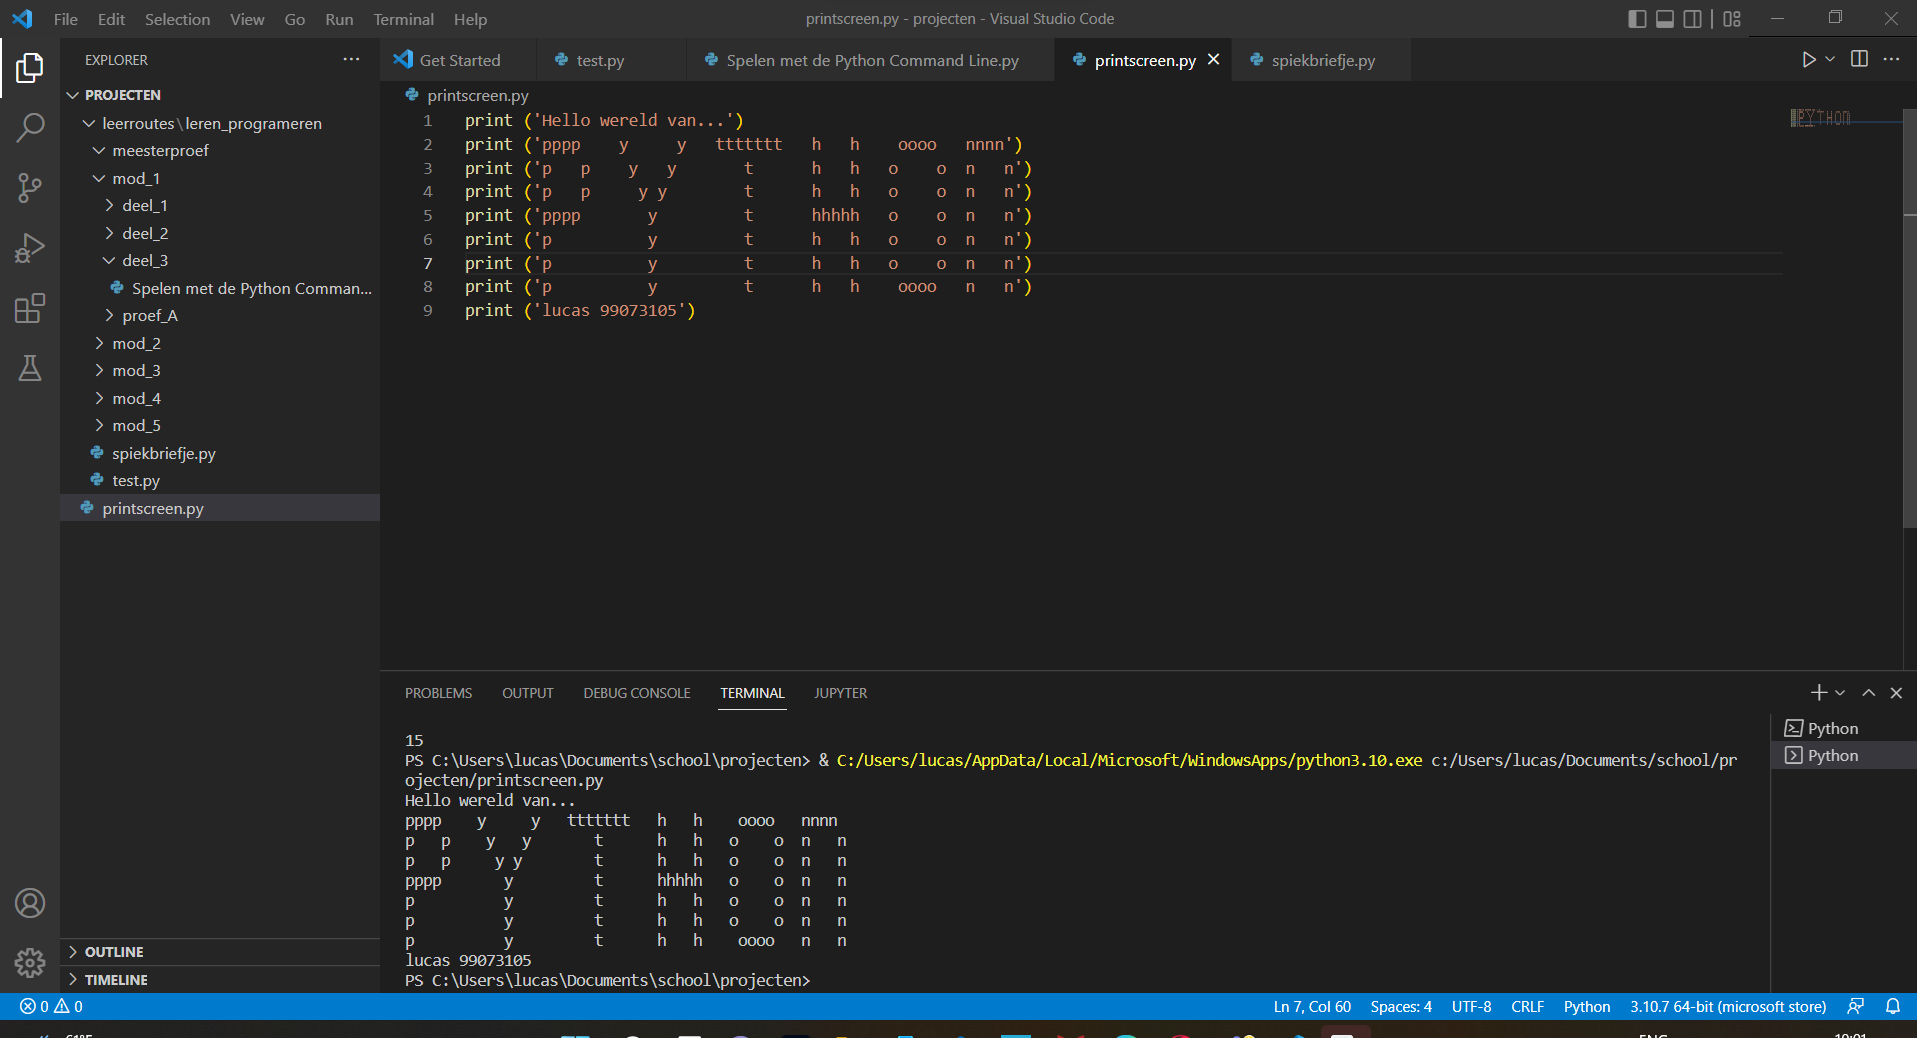 File Edit Selection View Go Run Terminal Help
printscreen.py - projecten - Visual Studio Code
EXPLORER
PROJECTEN
leerroutes\leren_programeren
meesterproef
mod_1
deel_1
deel_2
deel_3
Spelen met de Python Comman...
proef_A
mod_2
mod_3
mod_4
mod_5
spiekbriefje.py
test.py
printscreen.py
OUTLINE
TIMELINE
Get Started test.py Spelen met de Python Command Line.py printscreen.py spiekbriefje.py
printscreen.py
1 print ('Hello wereld van...')
2 print ('pppp    y     y   ttttttt   h   h    oooo   nnnn')
3 print ('p   p    y   y       t      h   h   o    o  n   n')
4 print ('p   p     y y        t      h   h   o    o  n   n')
5 print ('pppp       y         t      hhhhh   o    o  n   n')
6 print ('p          y         t      h   h   o    o  n   n')
7 print ('p          y         t      h   h   o    o  n   n')
8 print ('p          y         t      h   h    oooo   n   n')
9 print ('lucas 99073105')
PROBLEMS OUTPUT DEBUG CONSOLE TERMINAL JUPYTER
15
PS C:\Users\lucas\Documents\school\projecten> & C:/Users/lucas/AppData/Local/Microsoft/WindowsApps/python3.10.exe c:/Users/lucas/Documents/school/pr
ojecten/printscreen.py
Hello wereld van...
pppp    y     y   ttttttt   h   h    oooo   nnnn
p   p    y   y       t      h   h   o    o  n   n
p   p     y y        t      h   h   o    o  n   n
pppp       y         t      hhhhh   o    o  n   n
p          y         t      h   h   o    o  n   n
p          y         t      h   h   o    o  n   n
p          y         t      h   h    oooo   n   n
lucas 99073105
PS C:\Users\lucas\Documents\school\projecten>
Python
Python
0 0 Ln 7, Col 60 Spaces: 4 UTF-8 CRLF Python 3.10.7 64-bit (microsoft store)